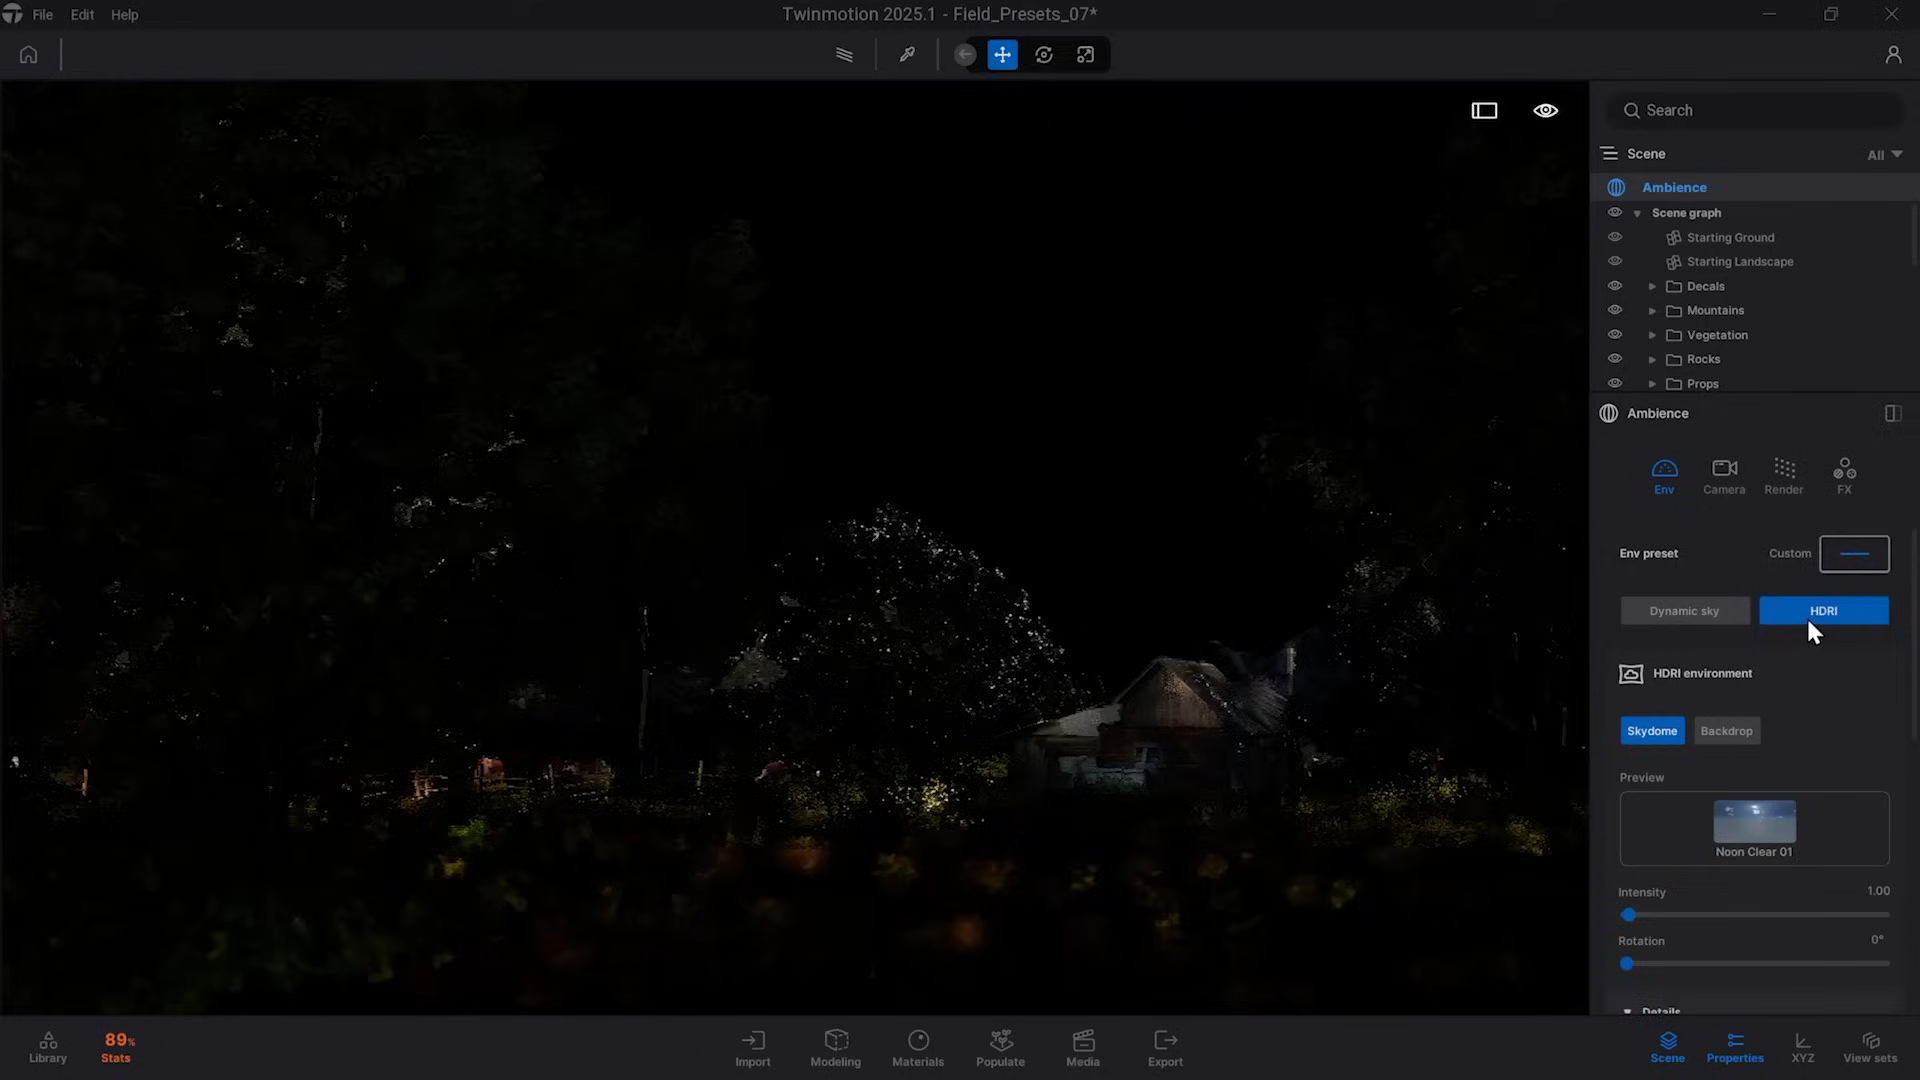 File Edit Help
Twinmotion 2025.1 - Field_Presets_07*
Search
Scene
All
Ambience
Scene graph
Starting Ground
Starting Landscape
Decals
Mountains
Vegetation
Rocks
Props
Ambience
Env
Camera
Render
FX
Env preset
Custom
Dynamic sky
HDRI
HDRI environment
Skydome
Backdrop
Preview
Noon Clear 01
Intensity
1.00
Rotation
0°
Details
Library
89%
Stats
Import
Modeling
Materials
Populate
Media
Export
Scene
Properties
XYZ
View sets